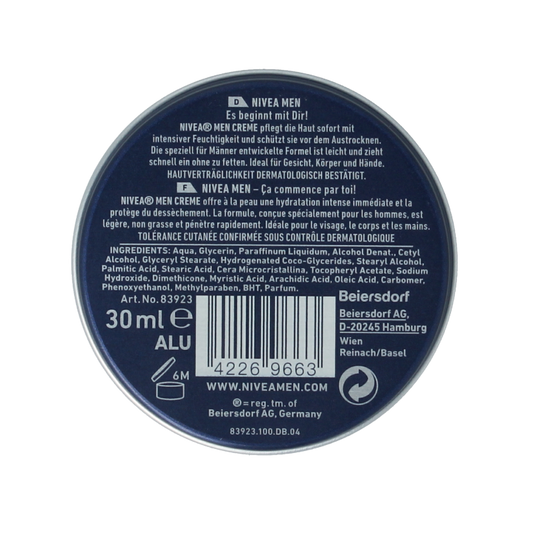 D NIVEA MEN
Es beginnt mit Dir!
NIVEA® MEN CREME pflegt die Haut sofort mit
intensiver Feuchtigkeit und schützt sie vor dem Austrocknen.
Die speziell für Männer entwickelte Formel ist leicht und zieht
schnell ein ohne zu fetten. Ideal für Gesicht, Körper und Hände.
HAUTVERTRÄGLICHKEIT DERMATOLOGISCH BESTÄTIGT.
F NIVEA MEN – Ça commence par toi!
NIVEA® MEN CREME offre à la peau une hydratation intense immédiate et la
protège du dessèchement. La formule, conçue spécialement pour les hommes, est
légère, non grasse et pénètre rapidement. Idéale pour le visage, le corps et les mains.
TOLÉRANCE CUTANÉE CONFIRMÉE SOUS CONTRÔLE DERMATOLOGIQUE
INGREDIENTS: Aqua, Glycerin, Paraffinum Liquidum, Alcohol Denat., Cetyl
Alcohol, Glyceryl Stearate, Hydrogenated Coco-Glycerides, Stearyl Alcohol,
Palmitic Acid, Stearic Acid, Cera Microcristallina, Tocopheryl Acetate, Sodium
Hydroxide, Dimethicone, Myristic Acid, Arachidic Acid, Oleic Acid, Carbomer,
Phenoxyethanol, Methylparaben, BHT, Parfum.
Art.No.83923
30 ml e
ALU
6M
4226 9663
Beiersdorf
Beiersdorf AG,
D-20245 Hamburg
Wien
Reinach/Basel
WWW.NIVEAMEN.COM
®= reg. tm. of
Beiersdorf AG, Germany
83923.100.DB.04